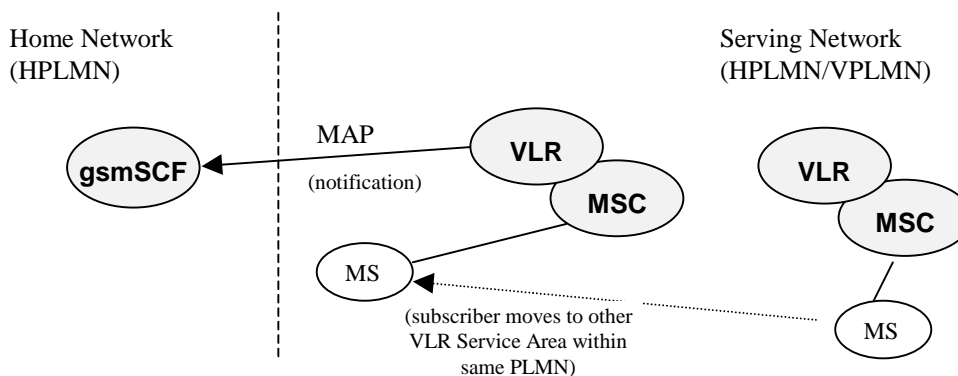 Home Network
(HPLMN)
Serving Network
(HPLMN/VPLMN)
MAP
(notification)
gsmSCF
VLR
MSC
VLR
MSC
MS
MS
(subscriber moves to other
VLR Service Area within
same PLMN)